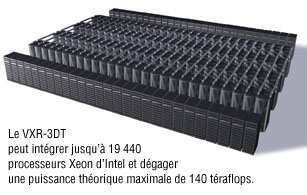 Le VXR-3DT
peut intégrer jusqu'à 19 440
processeurs Xeon d'Intel et dégager
une puissance théorique maximale de 140 téraflops.